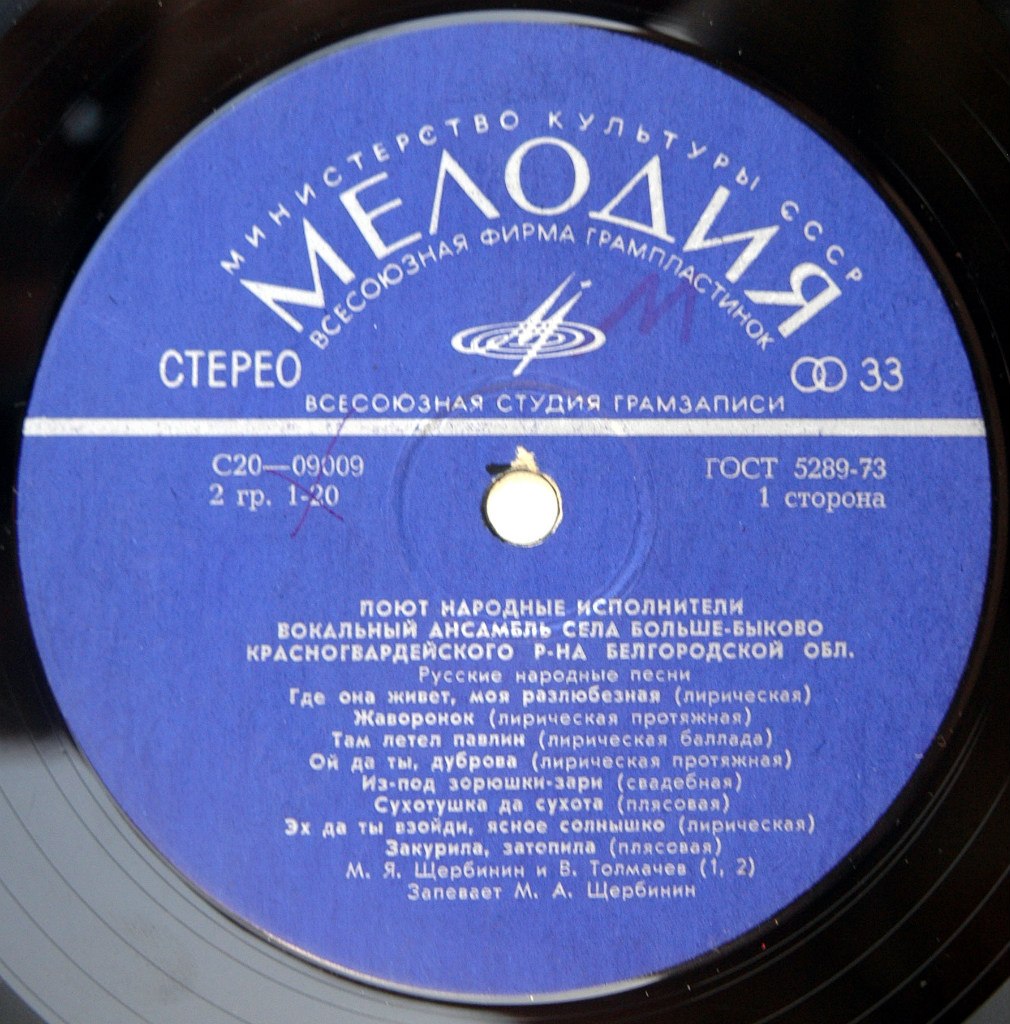 МИНИСТЕРСТВО КУЛЬТУРЫ СССР
МЕЛОДИЯ
ВСЕСОЮЗНАЯ ФИРМА ГРАМПЛАСТИНОК
М
СТЕРЕО
33
ВСЕСОЮЗНАЯ СТУДИЯ ГРАМЗАПИСИ
С20—09009
ГОСТ 5289-73
2 гр. 1-20
1 сторона
ПОЮТ НАРОДНЫЕ ИСПОЛНИТЕЛИ
ВОКАЛЬНЫЙ АНСАМБЛЬ СЕЛА БОЛЬШЕ-БЫКОВО
КРАСНОГВАРДЕЙСКОГО Р-НА БЕЛГОРОДСКОЙ ОБЛ.
Русские народные песни
Где она живет, моя разлюбезная (лирическая)
Жаворонок (лирическая протяжная)
Там летел павлин (лирическая баллада)
Ой да ты, дуброва (лирическая протяжная)
Из-под зорюшки-зари (свадебная)
Сухотушка да сухота (плясовая)
Эх да ты взойди, ясное солнышко (лирическая)
Закурила, затопила (плясовая)
М. Я. Щербинин и В. Толмачев (1, 2)
Запевает М. А. Щербинин